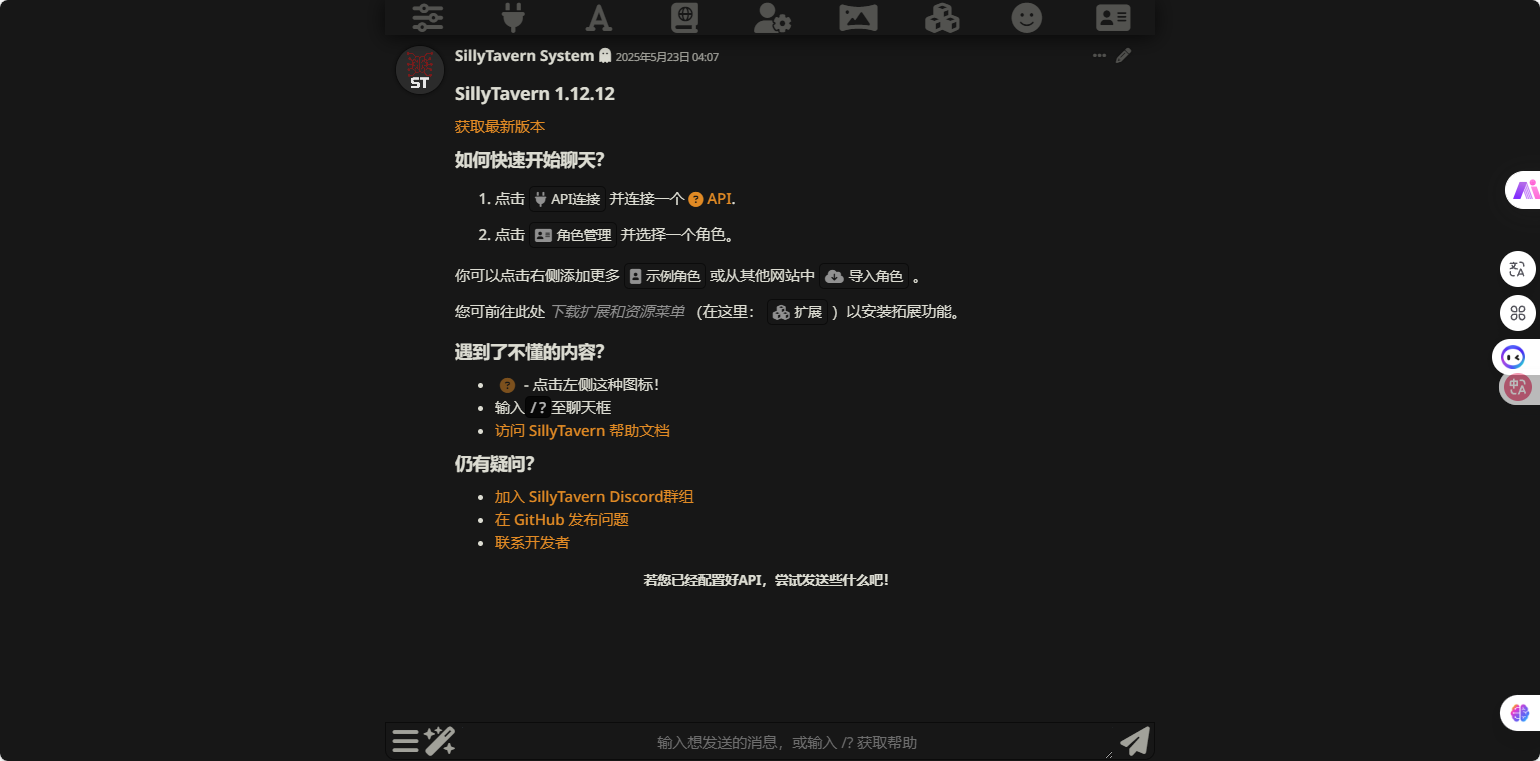 ST
SillyTavern System 2025年5月23日 04:07
SillyTavern 1.12.12
获取最新版本
如何快速开始聊天？
1. 点击 API连接 并连接一个 ? API.
2. 点击 角色管理 并选择一个角色。
你可以点击右侧添加更多 示例角色 或从其他网站中 导入角色 。
您可前往此处 下载扩展和资源菜单 （在这里： 扩展 ）以安装拓展功能。
遇到了不懂的内容？
• ? - 点击左侧这种图标！
• 输入 /? 至聊天框
• 访问 SillyTavern 帮助文档
仍有疑问？
• 加入 SillyTavern Discord群组
• 在 GitHub 发布问题
• 联系开发者
若您已经配置好API，尝试发送些什么吧！
输入想发送的消息，或输入 /? 获取帮助